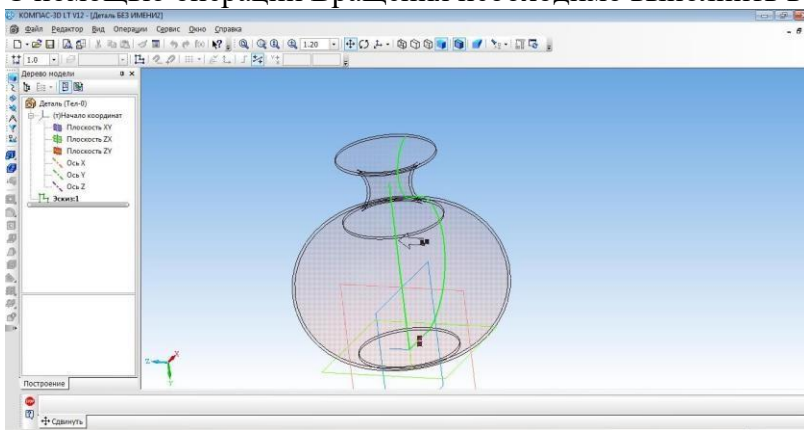 С помощью операции Вращения необходимо выполнить в
КОМПАС-3D LT V12 - [Деталь БЕЗ ИМЕНИ2]
Файл Редактор Вид Операции Сервис Окно Справка
1.20
1.0
Дерево модели
Деталь (Тел-0)
(т)Начало координат
Плоскость XY
Плоскость ZX
Плоскость ZY
Ось X
Ось Y
Ось Z
Эскиз:1
Z X
Y
Построение
STOP
Сдвинуть